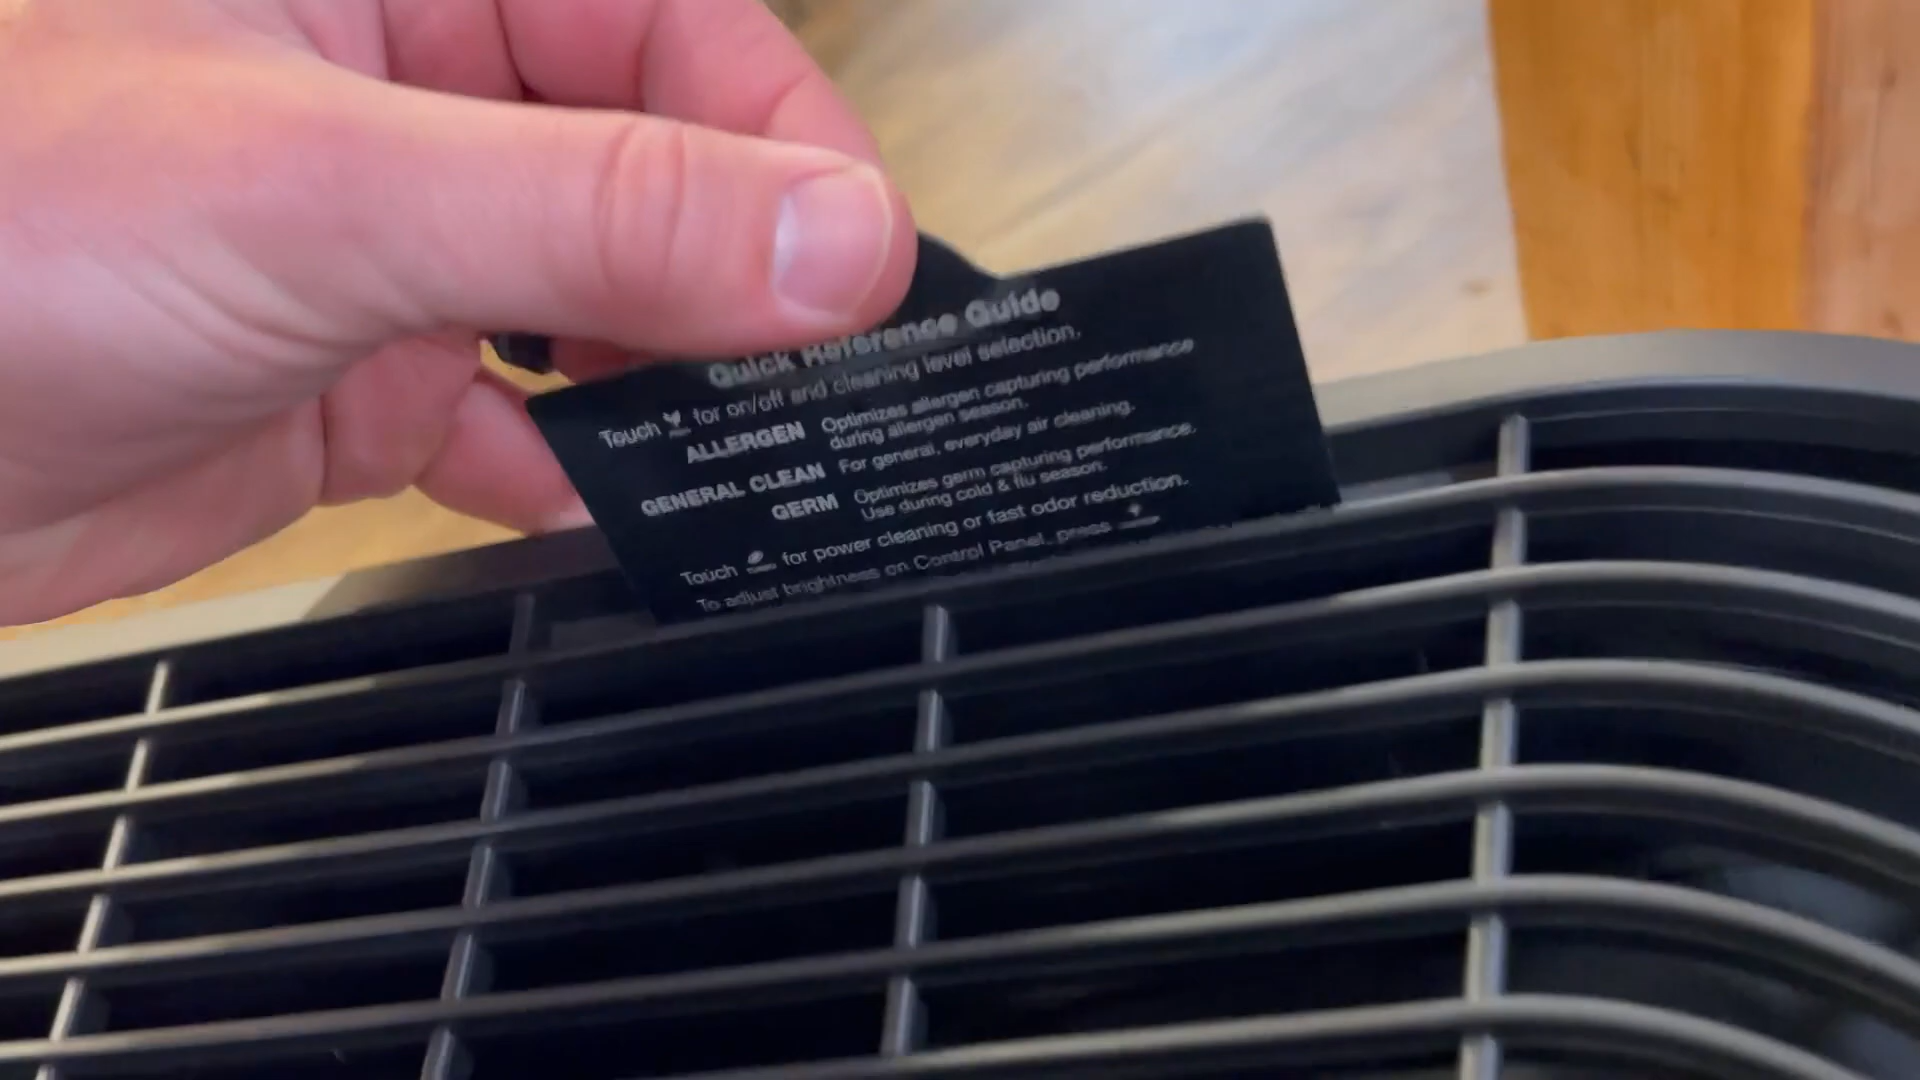 Quick Reference Guide
Touch for on/off and cleaning level selection.
ALLERGEN Optimizes allergen capturing performance
during allergen season.
GENERAL CLEAN For general, everyday air cleaning.
GERM Optimizes germ capturing performance.
Use during cold & flu season.
Touch for power cleaning or fast odor reduction.
To adjust brightness on Control Panel, press